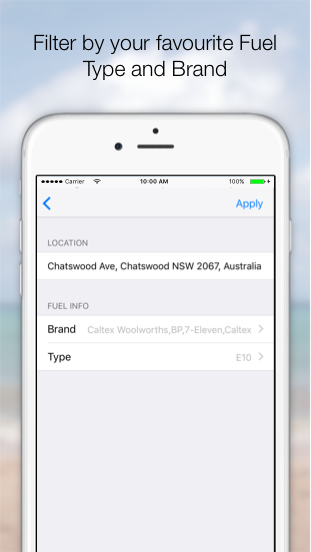 Filter by your favourite Fuel
Type and Brand
Carrier 10:00 AM 100%
Apply
LOCATION
Chatswood Ave, Chatswood NSW 2067, Australia
FUEL INFO
Brand Caltex Woolworths,BP,7-Eleven,Caltex
Type E10